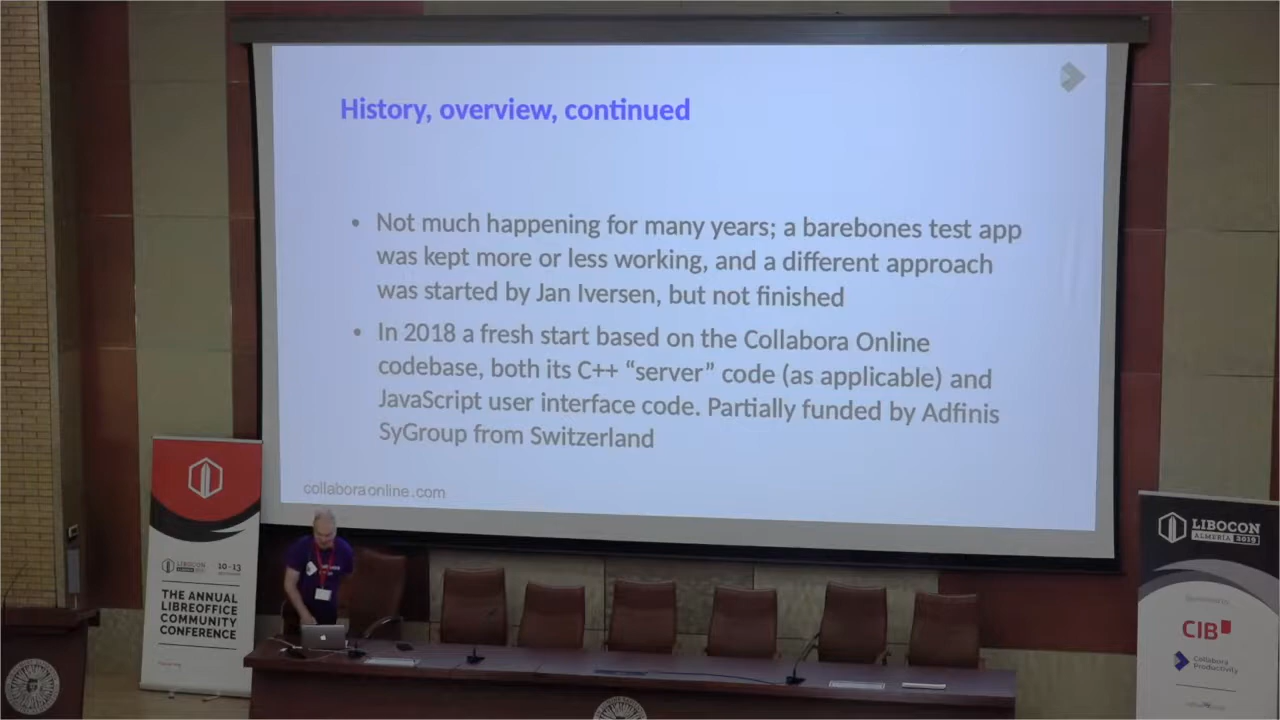 History, overview, continued
• Not much happening for many years; a barebones test app
was kept more or less working, and a different approach
was started by Jan Iversen, but not finished
• In 2018 a fresh start based on the Collabora Online
codebase, both its C++ “server” code (as applicable) and
JavaScript user interface code. Partially funded by Adfinis
SyGroup from Switzerland
collaboraonline.com
LIBOCON
10-13
THE ANNUAL
LIBREOFFICE
COMMUNITY
CONFERENCE
LIBOCON
ALMERÍA 2019
CIB
Collabora
Productivity